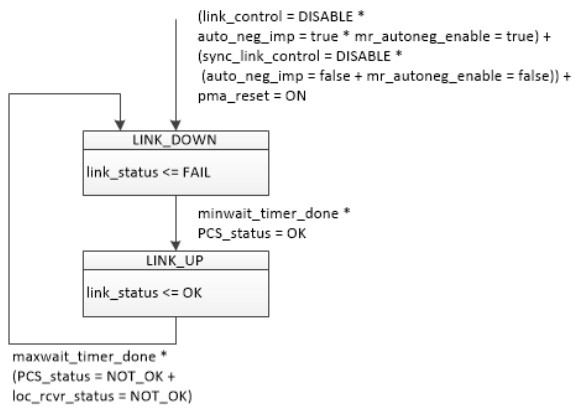 (link_control = DISABLE *
auto_neg_imp = true * mr_autoneg_enable = true) +
(sync_link_control = DISABLE *
(auto_neg_imp = false + mr_autoneg_enable = false)) +
pma_reset = ON
LINK_DOWN
link_status <= FAIL
minwait_timer_done *
PCS_status = OK
LINK_UP
link_status <= OK
maxwait_timer_done *
(PCS_status = NOT_OK +
loc_rcvr_status = NOT_OK)